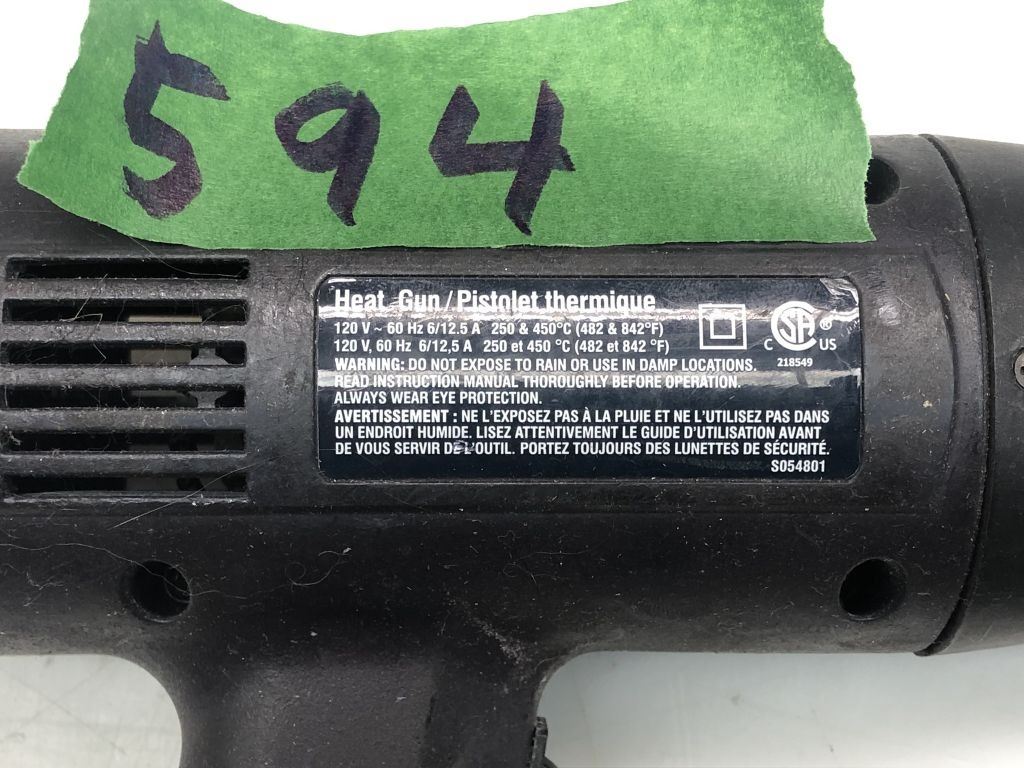 594
Heat Gun/Pistolet thermique
120 V ~ 60 Hz 6/12.5 A 250 & 450°C (482 & 842°F)
120 V, 60 Hz 6/12,5 A 250 et 450 °C (482 et 842 °F)
C SA ® US
218549
WARNING: DO NOT EXPOSE TO RAIN OR USE IN DAMP LOCATIONS.
READ INSTRUCTION MANUAL THOROUGHLY BEFORE OPERATION.
ALWAYS WEAR EYE PROTECTION.
AVERTISSEMENT : NE L'EXPOSEZ PAS À LA PLUIE ET NE L'UTILISEZ PAS DANS
UN ENDROIT HUMIDE. LISEZ ATTENTIVEMENT LE GUIDE D'UTILISATION AVANT
DE VOUS SERVIR DE L'OUTIL. PORTEZ TOUJOURS DES LUNETTES DE SÉCURITÉ.
S054801